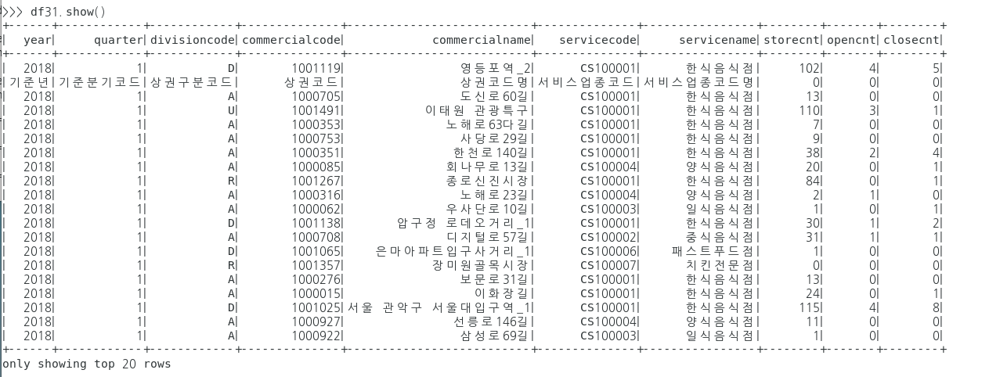 >>> df31.show()
+------+------------+------------+--------------+--------------------------+--------------+----------------+--------+-------+--------+
| year| quarter|divisioncode|commercialcode| commercialname| servicecode| servicename|storecnt|opencnt|closecnt|
+------+------------+------------+--------------+--------------------------+--------------+----------------+--------+-------+--------+
| 2018| 1| D| 1001119| 영등포역_2| CS100001| 한식음식점| 102| 4| 5|
|기준년|기준분기코드|상권구분코드| 상권코드| 상권코드명|서비스업종코드|서비스업종코드명| 0| 0| 0|
| 2018| 1| A| 1000705| 도신로60길| CS100001| 한식음식점| 13| 0| 0|
| 2018| 1| U| 1001491| 이태원 관광특구| CS100001| 한식음식점| 110| 3| 1|
| 2018| 1| A| 1000353| 노해로63다길| CS100001| 한식음식점| 7| 0| 0|
| 2018| 1| A| 1000753| 사당로29길| CS100001| 한식음식점| 9| 0| 0|
| 2018| 1| A| 1000351| 한천로140길| CS100001| 한식음식점| 38| 2| 4|
| 2018| 1| A| 1000085| 회나무로13길| CS100004| 양식음식점| 20| 0| 1|
| 2018| 1| R| 1001267| 종로신진시장| CS100001| 한식음식점| 84| 0| 1|
| 2018| 1| A| 1000316| 노해로23길| CS100004| 양식음식점| 2| 1| 0|
| 2018| 1| A| 1000062| 우사단로10길| CS100003| 일식음식점| 1| 0| 1|
| 2018| 1| D| 1001138| 압구정 로데오거리_1| CS100001| 한식음식점| 30| 1| 2|
| 2018| 1| A| 1000708| 디지털로57길| CS100002| 중식음식점| 31| 1| 1|
| 2018| 1| D| 1001065| 은마아파트입구사거리_1| CS100006| 패스트푸드점| 1| 0| 0|
| 2018| 1| R| 1001357| 장미원골목시장| CS100007| 치킨전문점| 0| 0| 0|
| 2018| 1| A| 1000276| 보문로31길| CS100001| 한식음식점| 13| 0| 0|
| 2018| 1| A| 1000015| 이화장길| CS100001| 한식음식점| 24| 0| 1|
| 2018| 1| D| 1001025|서울 관악구 서울대입구역_1| CS100001| 한식음식점| 115| 4| 8|
| 2018| 1| A| 1000927| 선릉로146길| CS100004| 양식음식점| 11| 0| 0|
| 2018| 1| A| 1000922| 삼성로69길| CS100003| 일식음식점| 1| 0| 0|
+------+------------+------------+--------------+--------------------------+--------------+----------------+--------+-------+--------+
only showing top 20 rows